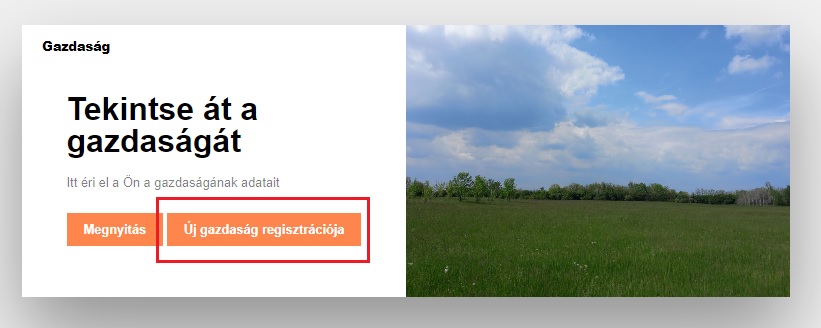 Gazdaság
Tekintse át a
gazdaságát
Itt éri el a Ön a gazdaságának adatait
Megnyitás
Új gazdaság regisztrációja